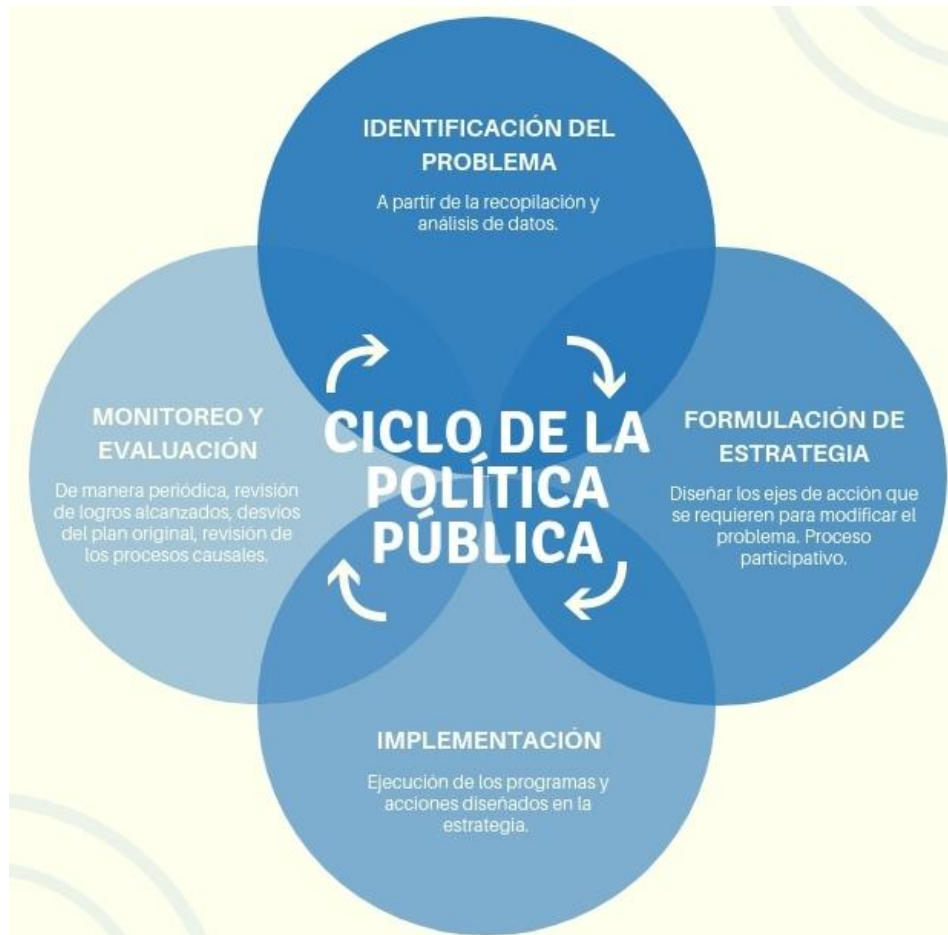 IDENTIFICACIÓN DEL
PROBLEMA
A partir de la recopilación y
análisis de datos.
MONITOREO Y
EVALUACIÓN
De manera periódica, revisión
de logros alcanzados, desvíos
del plan original, revisión de
los procesos causales.
CICLO DE LA
POLÍTICA
PÚBLICA
FORMULACIÓN DE
ESTRATEGIA
Diseñar los ejes de acción que
se requieren para modificar el
problema. Proceso
participativo.
IMPLEMENTACIÓN
Ejecución de los programas y
acciones diseñados en la
estrategia.